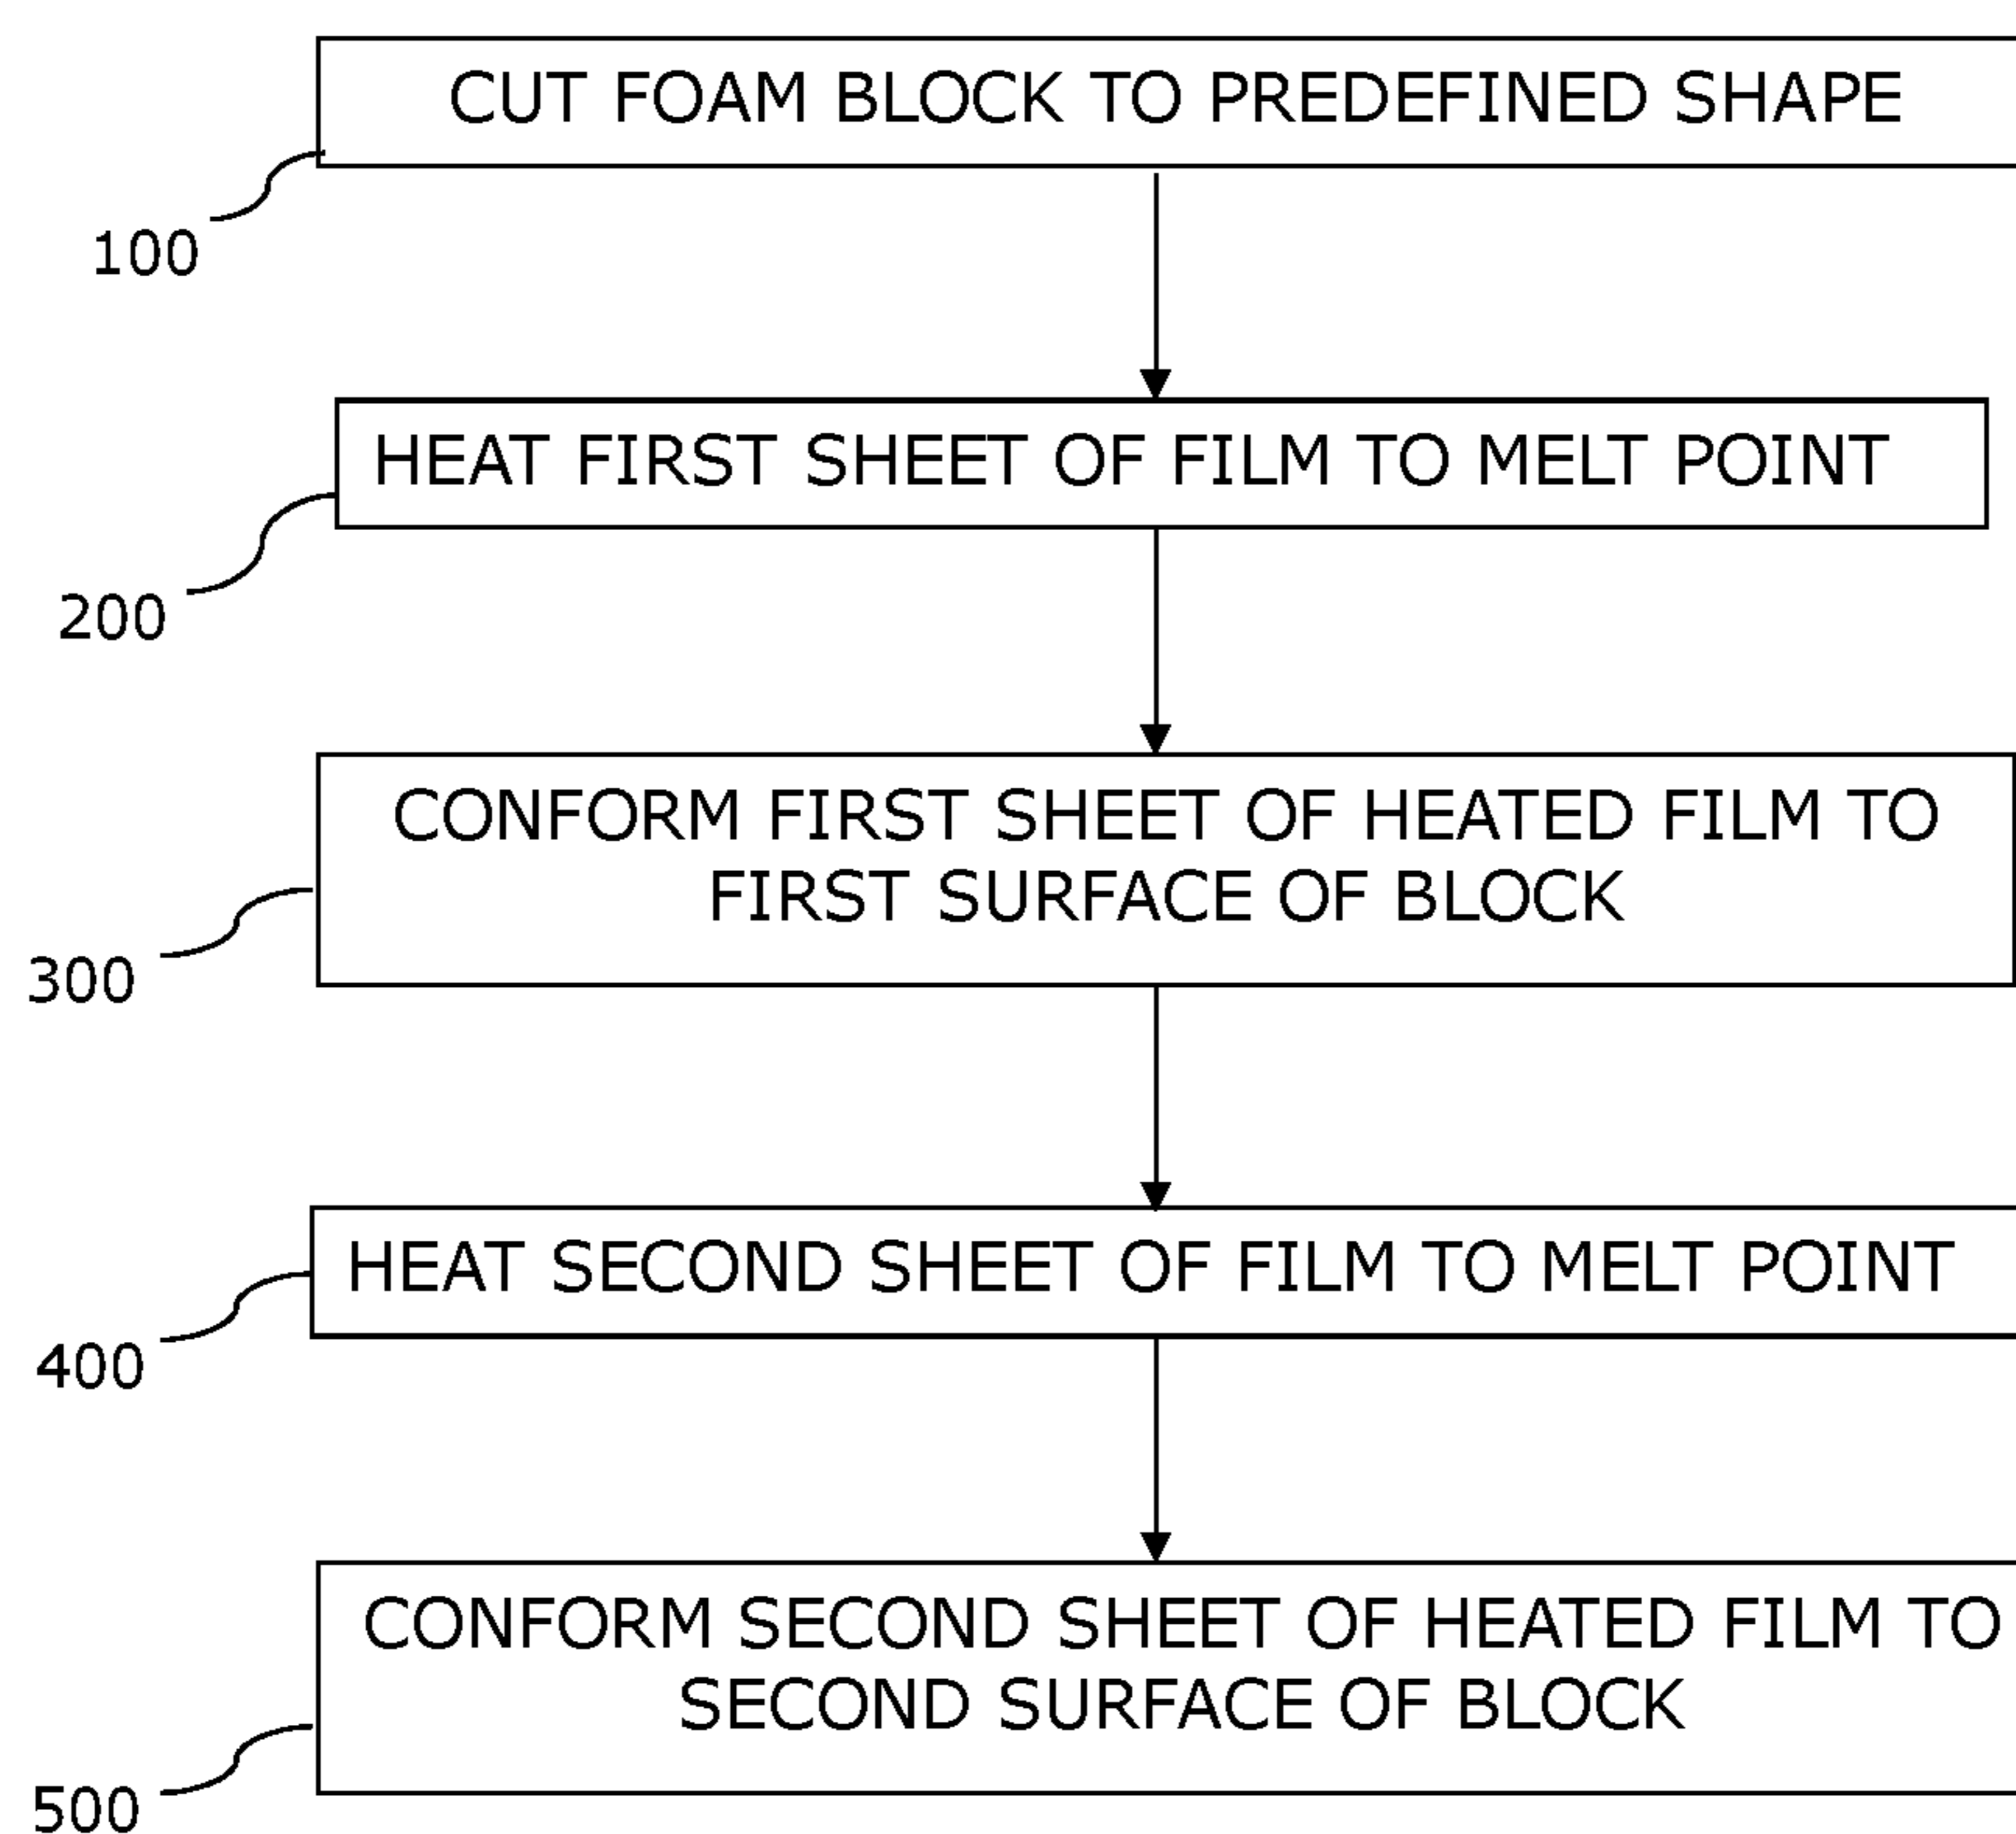 CUT FOAM BLOCK TO PREDEFINED SHAPE
100
HEAT FIRST SHEET OF FILM TO MELT POINT
200
CONFORM FIRST SHEET OF HEATED FILM TO
FIRST SURFACE OF BLOCK
300
HEAT SECOND SHEET OF FILM TO MELT POINT
400
CONFORM SECOND SHEET OF HEATED FILM TO
SECOND SURFACE OF BLOCK
500